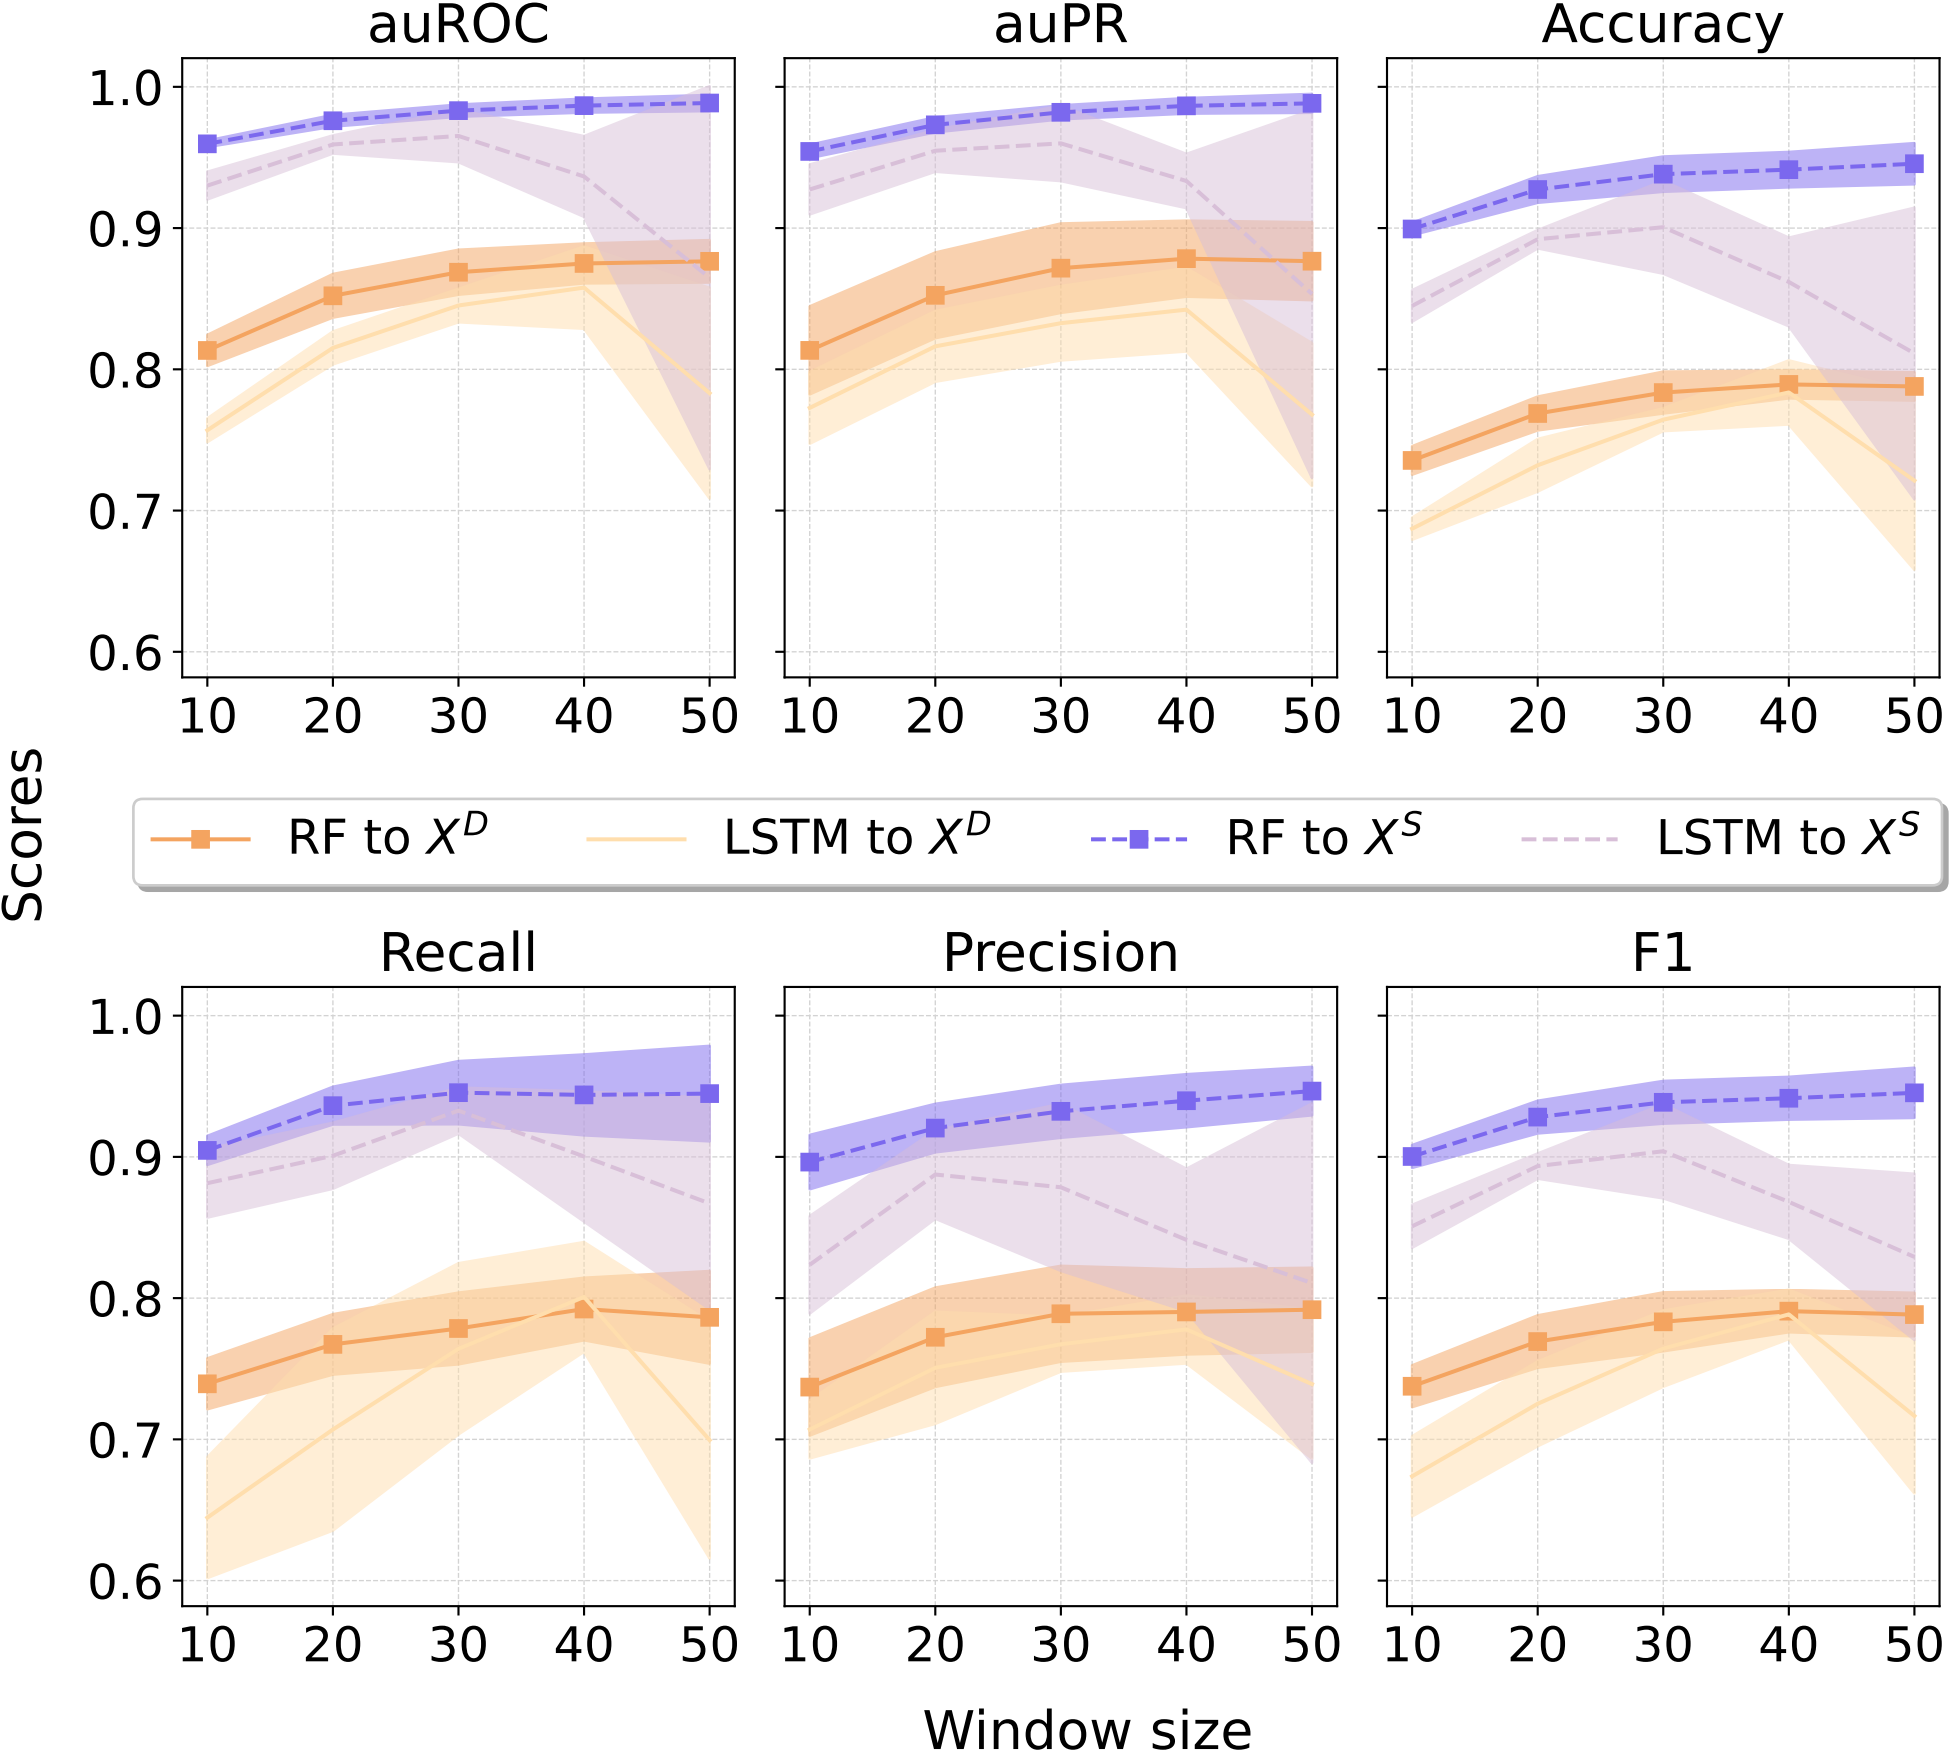 auROC auPR Accuracy
1.0
0.9
0.8
0.7
0.6
10 20 30 40 50 10 20 30 40 50 10 20 30 40 50
Scores
RF to X^D LSTM to X^D RF to X^S LSTM to X^S
Recall Precision F1
1.0
0.9
0.8
0.7
0.6
10 20 30 40 50 10 20 30 40 50 10 20 30 40 50
Window size